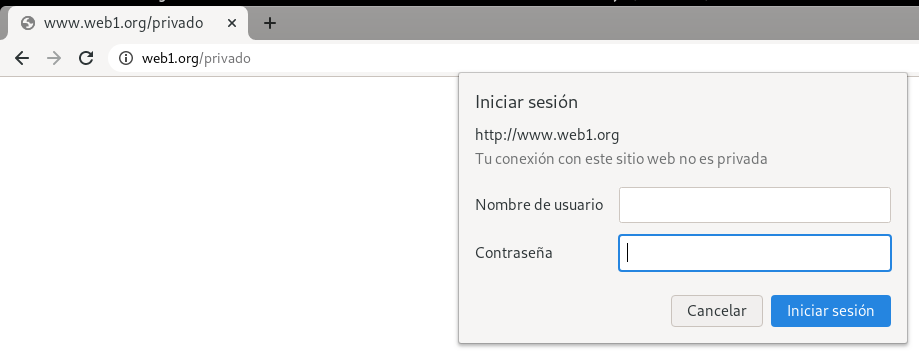 www.web1.org/privado
web1.org/privado
Iniciar sesión
http://www.web1.org
Tu conexión con este sitio web no es privada
Nombre de usuario
Contraseña
Cancelar
Iniciar sesión